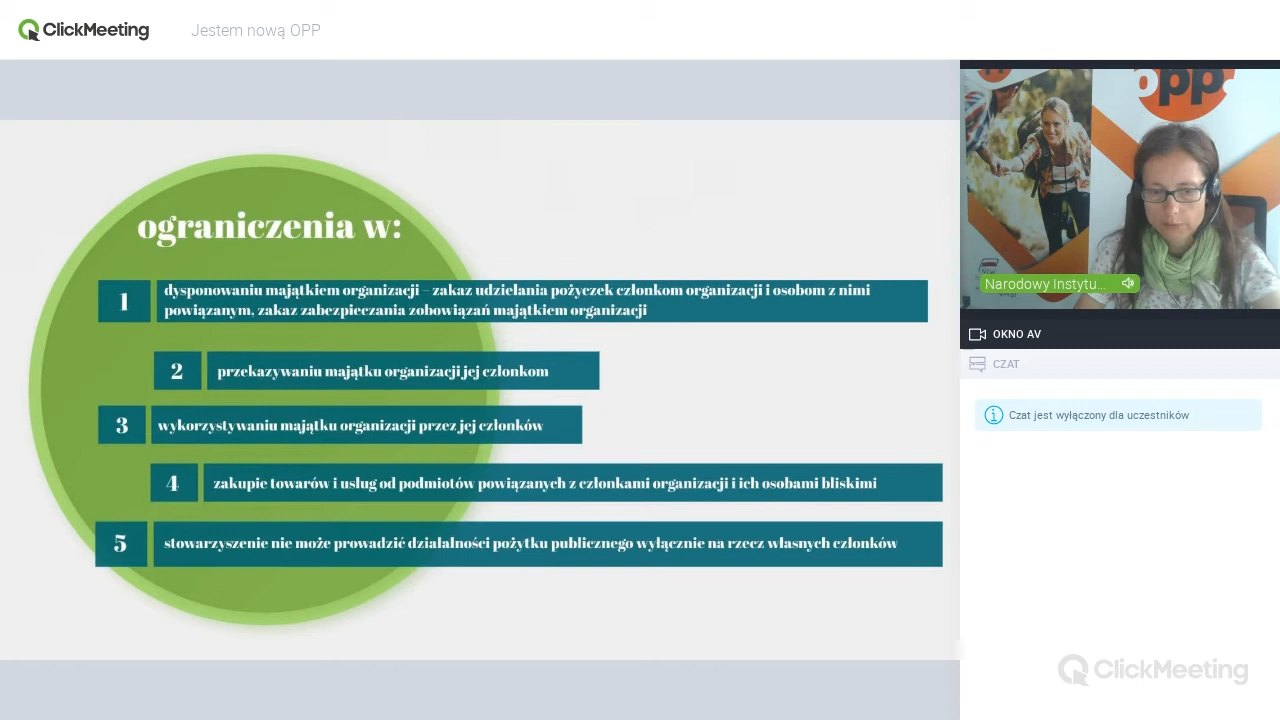 ClickMeeting
Jestem nową OPP
opp.
ograniczenia w:
1
dysponowaniu majątkiem organizacji – zakaz udzielania pożyczek członkom organizacji i osobom z nimi
powiązanym, zakaz zabezpieczania zobowiązań majątkiem organizacji
2
przekazywaniu majątku organizacji jej członkom
3
wykorzystywaniu majątku organizacji przez jej członków
4
zakupie towarów i usług od podmiotów powiązanych z członkami organizacji i ich osobami bliskimi
5
stowarzyszenie nie może prowadzić działalności pożytku publicznego wyłącznie na rzecz własnych członków
Narodowy Instytu...
OKNO AV
CZAT
Czat jest wyłączony dla uczestników
ClickMeeting